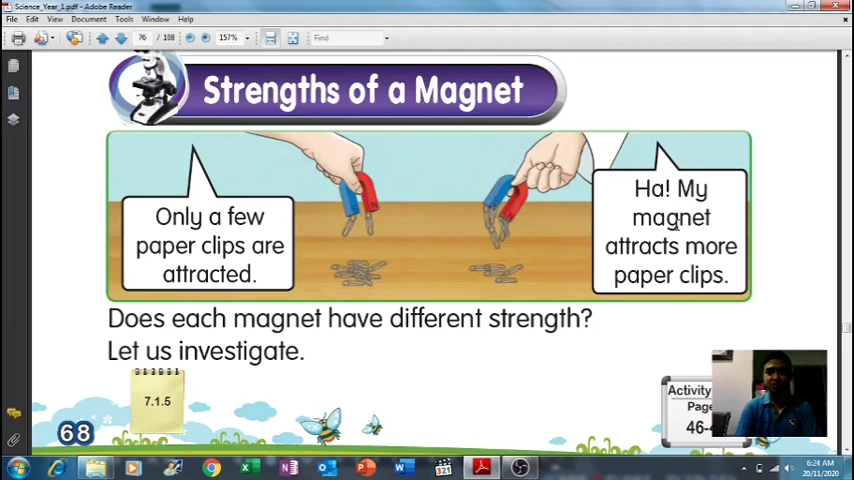 Science_Year_1.pdf - Adobe Reader
File Edit View Document Tools Window Help
76 / 108 157% Find
Strengths of a Magnet
Only a few
paper clips are
attracted.
Ha! My
magnet
attracts more
paper clips.
Does each magnet have different strength?
Let us investigate.
7.1.5
68
Activity
Page
46-
321
6:24 AM
20/11/2020